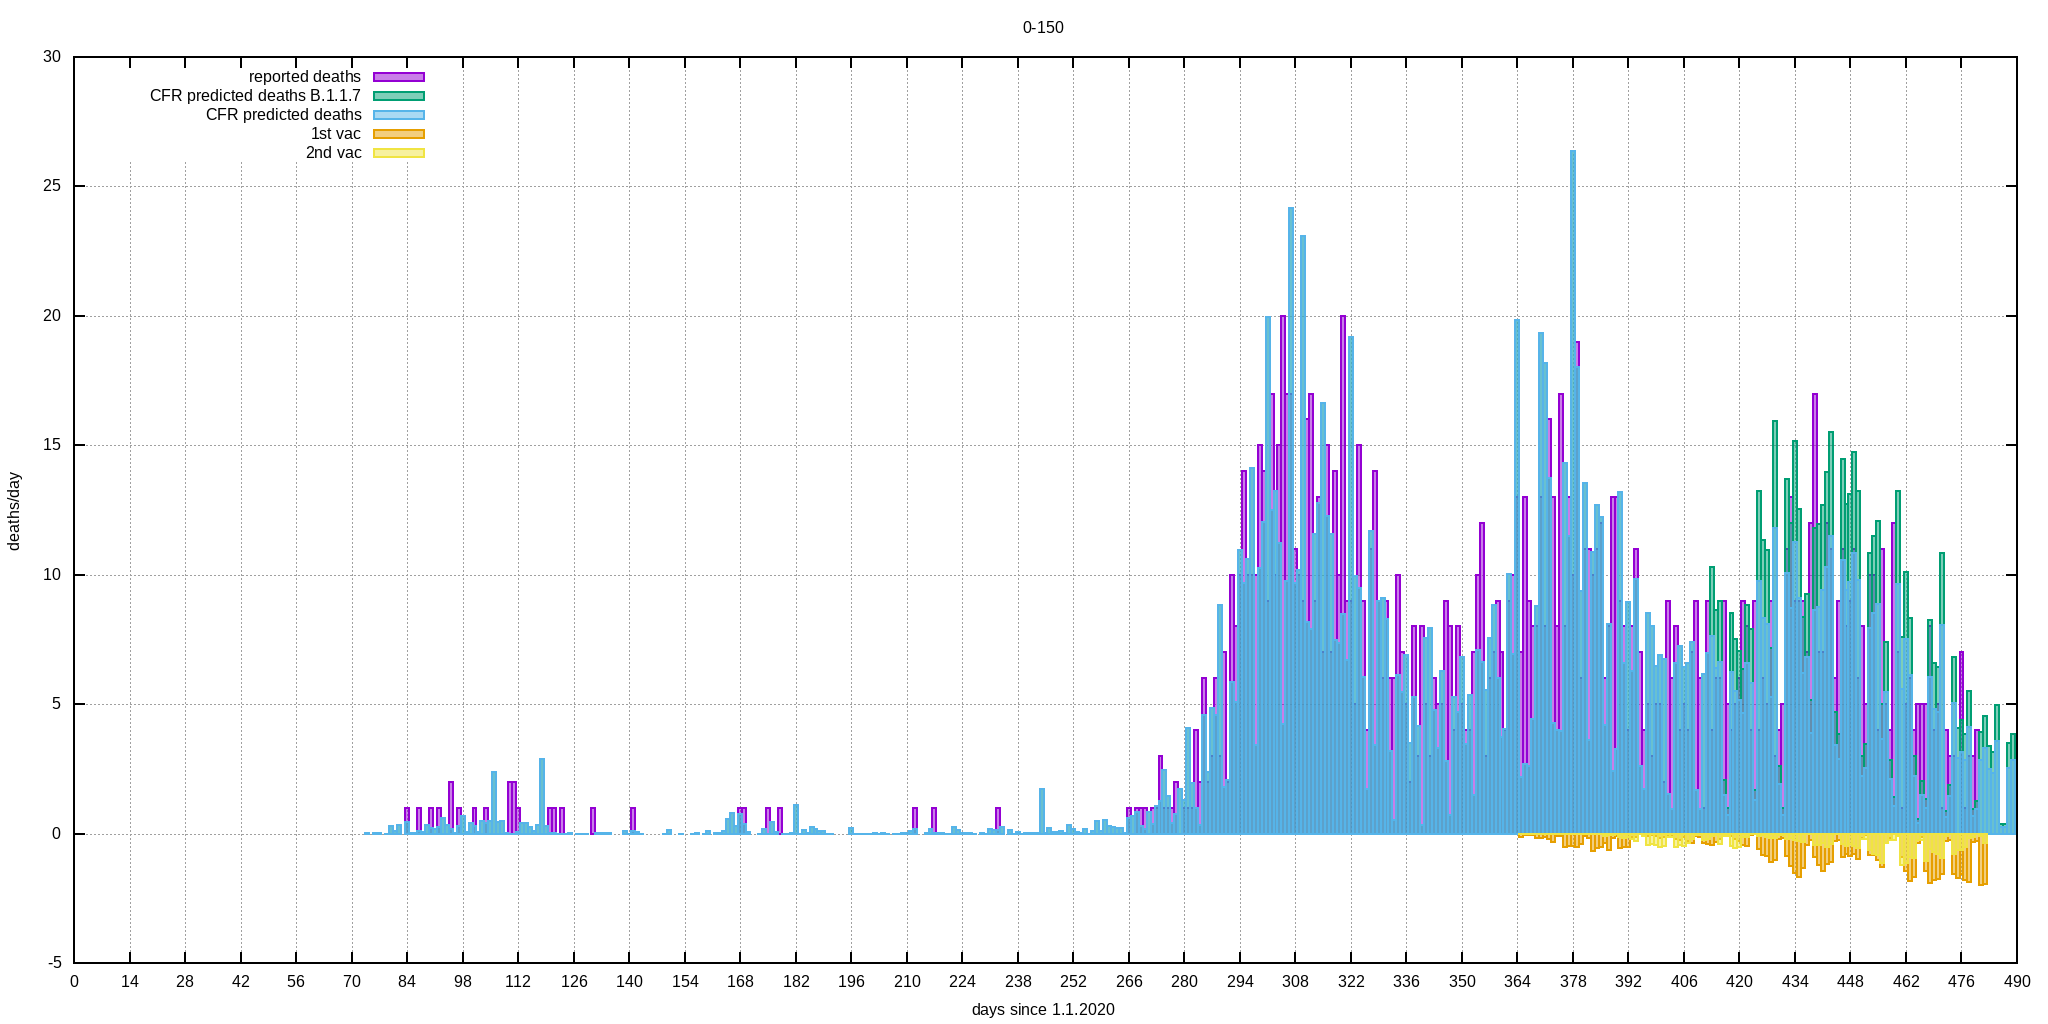 0-150
30
25
20
15
10
5
0
-5
deaths/day
reported deaths
CFR predicted deaths B.1.1.7
CFR predicted deaths
1st vac
2nd vac
0 14 28 42 56 70 84 98 112 126 140 154 168 182 196 210 224 238 252 266 280 294 308 322 336 350 364 378 392 406 420 434 448 462 476 490
days since 1.1.2020